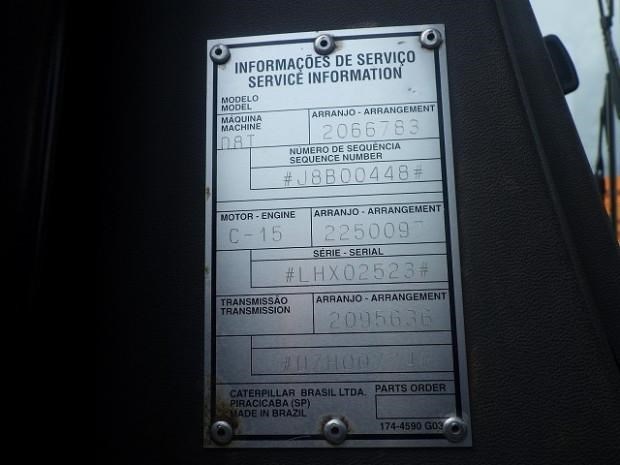 INFORMAÇÕES DE SERVIÇO
SERVICE INFORMATION
MODELO
MODEL
MÁQUINA
MACHINE
D8T
ARRANJO - ARRANGEMENT
2066783
NÚMERO DE SEQUÊNCIA
SEQUENCE NUMBER
#J8B00448#
MOTOR - ENGINE
C-15
ARRANJO - ARRANGEMENT
2250097
SÉRIE - SERIAL
#LHX02523#
TRANSMISSÃO
TRANSMISSION
ARRANJO - ARRANGEMENT
2095636
CATERPILLAR BRASIL LTDA.
PIRACICABA (SP)
MADE IN BRAZIL
PARTS ORDER
174-4590 G03